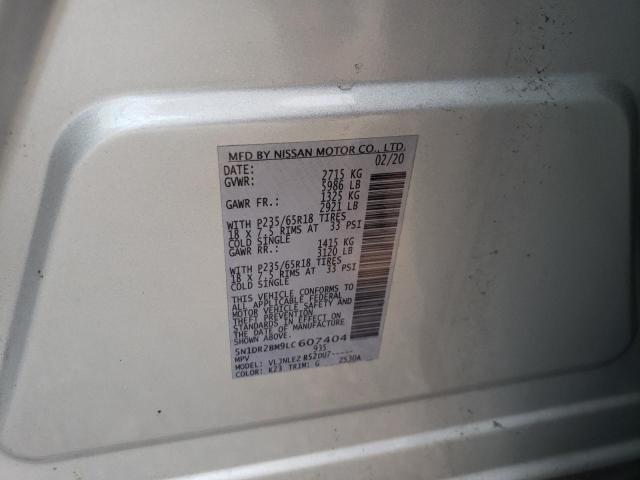 MFD BY NISSAN MOTOR CO., LTD.
DATE: 02/20
GVWR: 2715 KG
5986 LB
GAWR FR.: 1325 KG
2921 LB
WITH P235/65R18 TIRES
18 X 7.5 RIMS AT 33 PSI
COLD SINGLE
GAWR RR.: 1415 KG
3120 LB
WITH P235/65R18 TIRES
18 X 7.5 RIMS AT 33 PSI
COLD SINGLE
THIS VEHICLE CONFORMS TO
ALL APPLICABLE FEDERAL
MOTOR VEHICLE SAFETY AND
THEFT PREVENTION
STANDARDS IN EFFECT ON
THE DATE OF MANUFACTURE
SHOWN ABOVE.
5N1DR2BM9LC607404
MPV 935
MODEL: VLJNLEZ R52DU7-----
COLOR: K23 TRIM: G 2530A